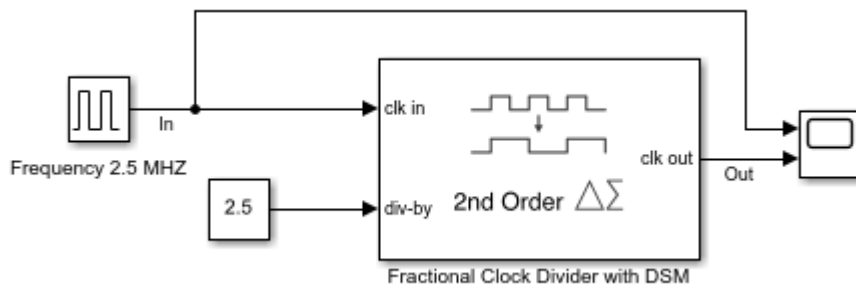 In
Frequency 2.5 MHZ
2.5
clk in
div-by
2nd Order ΔΣ
clk out
Out
Fractional Clock Divider with DSM